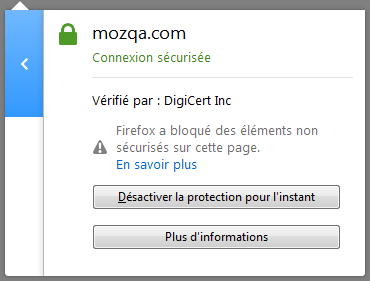 mozqa.com
Connexion sécurisée
Vérifié par : DigiCert Inc
Firefox a bloqué des éléments non
sécurisés sur cette page.
En savoir plus
Désactiver la protection pour l'instant
Plus d'informations